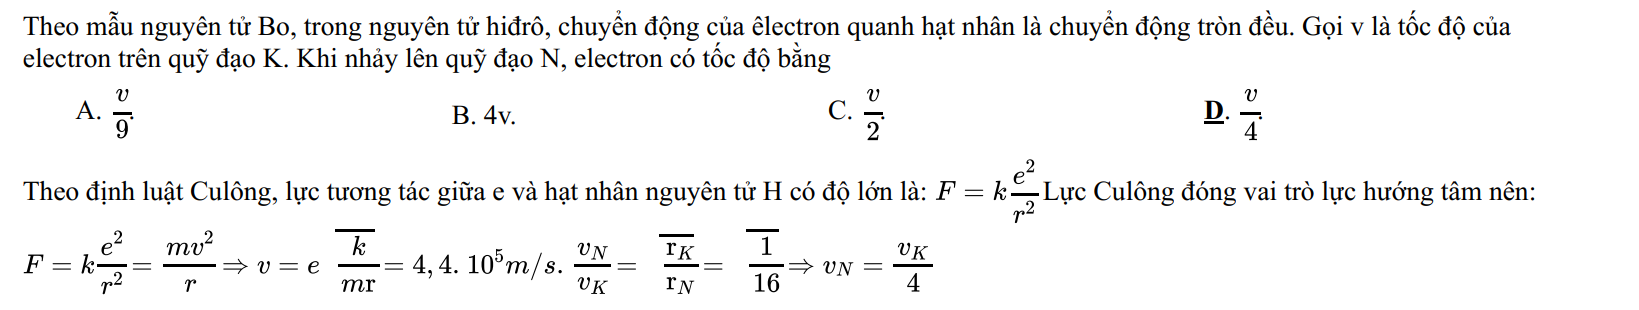 Theo mẫu nguyên tử Bo, trong nguyên tử hiđrô, chuyển động của êlectron quanh hạt nhân là chuyển động tròn đều. Gọi v là tốc độ của
electron trên quỹ đạo K. Khi nhảy lên quỹ đạo N, electron có tốc độ bằng
A. \frac{v}{9}. B. 4v. C. \frac{v}{2}. D. \frac{v}{4}.
Theo định luật Culông, lực tương tác giữa e và hạt nhân nguyên tử H có độ lớn là: F = k\frac{e^2}{r^2} Lực Culông đóng vai trò lực hướng tâm nên:
F = k\frac{e^2}{r^2} = \frac{mv^2}{r} ⇒ v = e \overline{\frac{k}{mr}} = 4,4.10^5 m/s. \frac{v_N}{v_K} = \overline{\frac{r_K}{r_N}} = \overline{\frac{1}{16}} ⇒ v_N = \frac{v_K}{4}